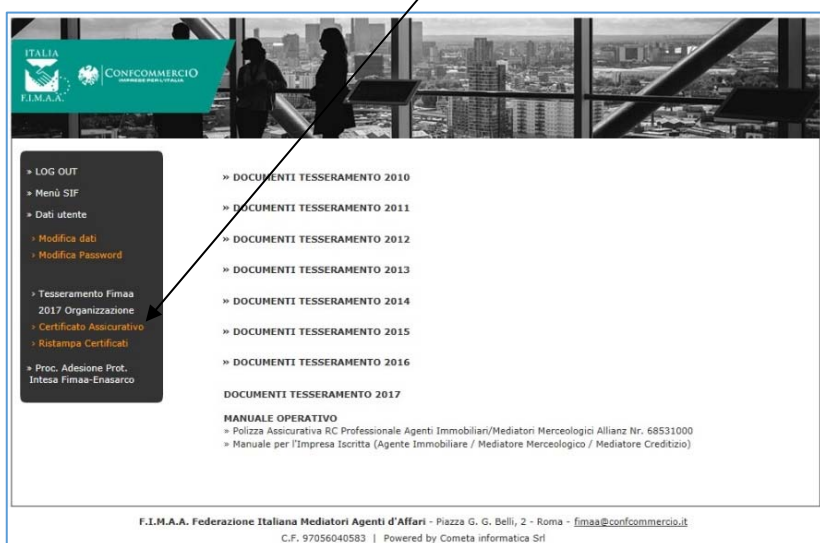 ITALIA
F.I.M.A.A.
CONFCOMMERCIO
IMPRESE PER L'ITALIA
» LOG OUT
» Menù SIF
» Dati utente
› Modifica dati
› Modifica Password
› Tesseramento Fimaa
2017 Organizzazione
› Certificato Assicurativo
› Ristampa Certificati
» Proc. Adesione Prot.
Intesa Fimaa-Enasarco
» DOCUMENTI TESSERAMENTO 2010
» DOCUMENTI TESSERAMENTO 2011
» DOCUMENTI TESSERAMENTO 2012
» DOCUMENTI TESSERAMENTO 2013
» DOCUMENTI TESSERAMENTO 2014
» DOCUMENTI TESSERAMENTO 2015
» DOCUMENTI TESSERAMENTO 2016
DOCUMENTI TESSERAMENTO 2017
MANUALE OPERATIVO
» Polizza Assicurativa RC Professionale Agenti Immobiliari/Mediatori Merceologici Allianz Nr. 68531000
» Manuale per l'Impresa Iscritta (Agente Immobiliare / Mediatore Merceologico / Mediatore Creditizio)
F.I.M.A.A. Federazione Italiana Mediatori Agenti d'Affari - Piazza G. G. Belli, 2 - Roma - fimaa@confcommercio.it
C.F. 97056040583 | Powered by Cometa informatica Srl